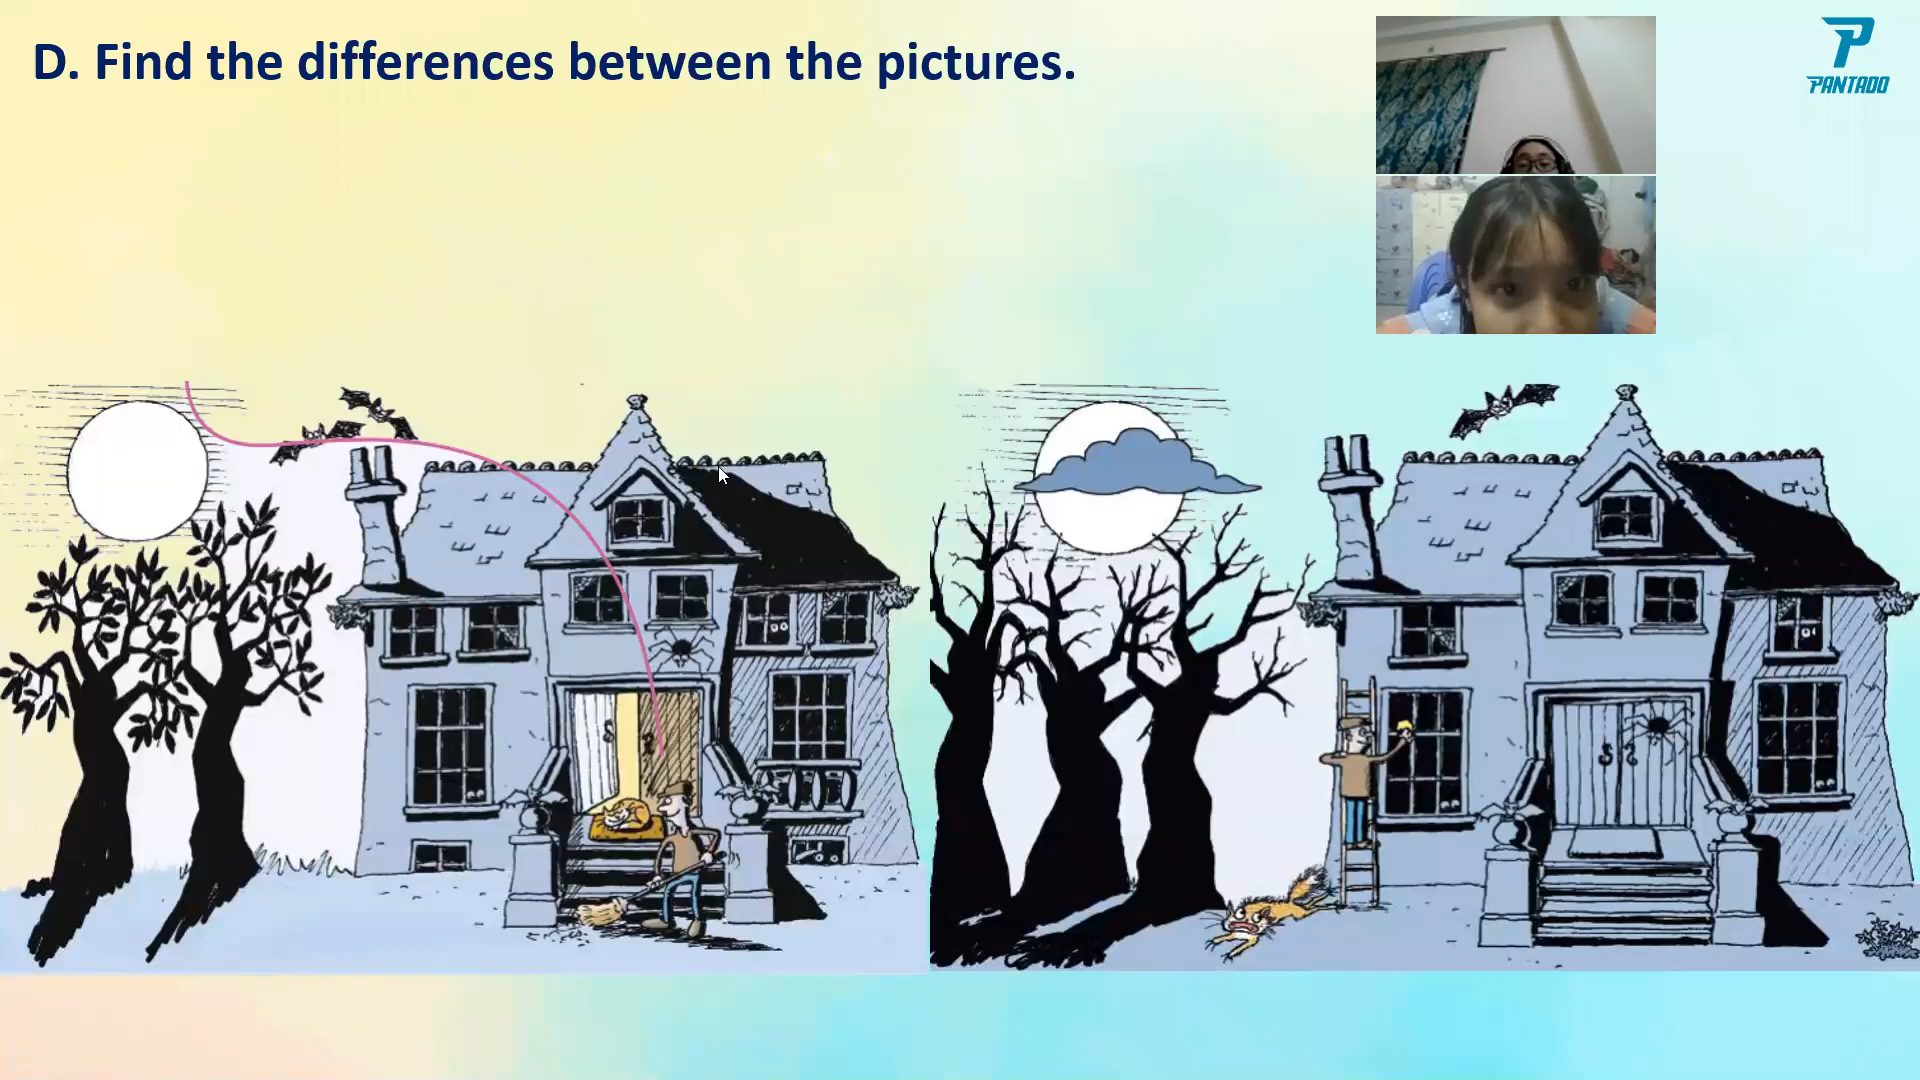 D. Find the differences between the pictures.
PANTADO